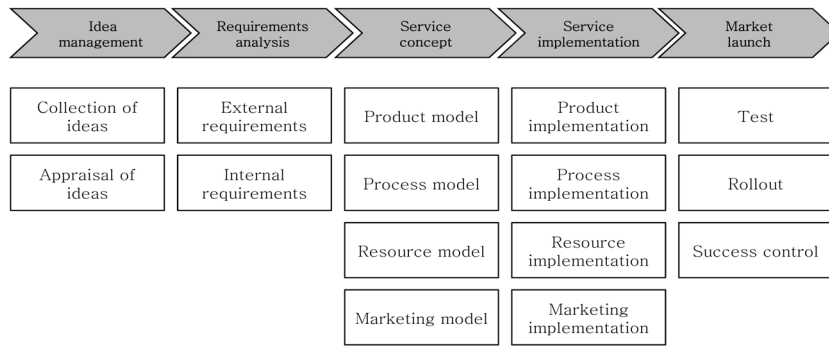 Idea
management
Requirements
analysis
Service
concept
Service
implementation
Market
launch
Collection of
ideas
External
requirements
Product model
Product
implementation
Test
Appraisal of
ideas
Internal
requirements
Process model
Process
implementation
Rollout
Resource model
Resource
implementation
Success control
Marketing model
Marketing
implementation